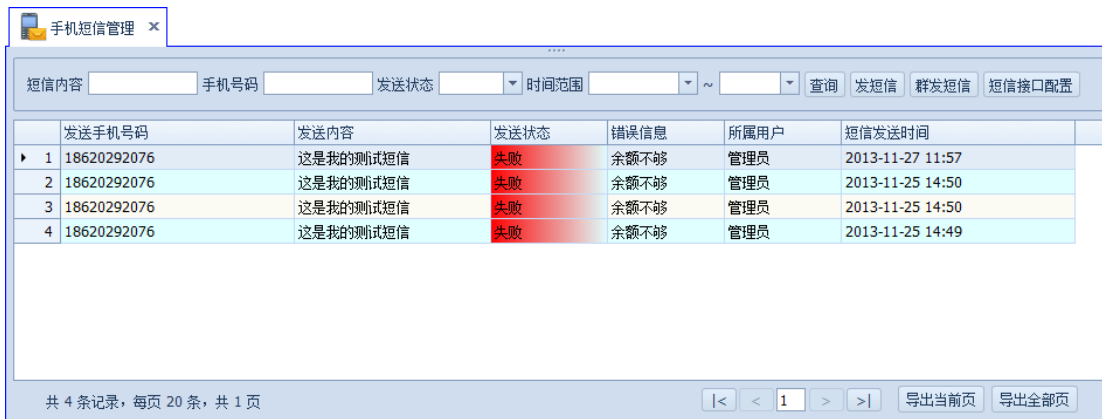 手机短信管理 ×
短信内容 手机号码 发送状态 时间范围 ~ 查询 发短信 群发短信 短信接口配置
发送手机号码 发送内容 发送状态 错误信息 所属用户 短信发送时间
1 18620292076 这是我的测试短信 失败 余额不够 管理员 2013-11-27 11:57
2 18620292076 这是我的测试短信 失败 余额不够 管理员 2013-11-25 14:50
3 18620292076 这是我的测试短信 失败 余额不够 管理员 2013-11-25 14:50
4 18620292076 这是我的测试短信 失败 余额不够 管理员 2013-11-25 14:49
共 4 条记录，每页 20 条，共 1 页 |< < 1 > >| 导出当前页 导出全部页